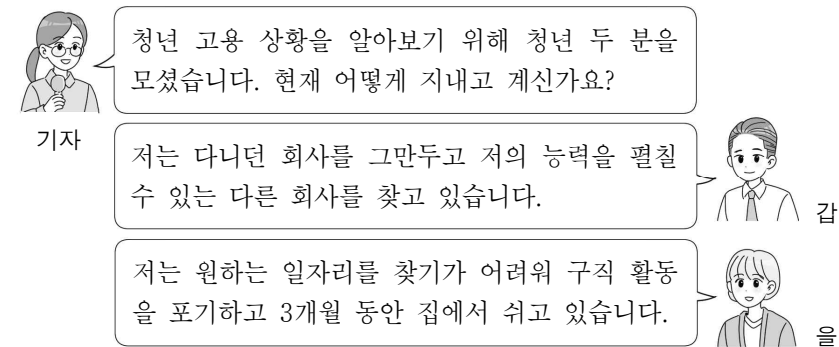 청년 고용 상황을 알아보기 위해 청년 두 분을
모셨습니다. 현재 어떻게 지내고 계신가요?
기자
저는 다니던 회사를 그만두고 저의 능력을 펼칠
수 있는 다른 회사를 찾고 있습니다.
갑
저는 원하는 일자리를 찾기가 어려워 구직 활동
을 포기하고 3개월 동안 집에서 쉬고 있습니다.
을